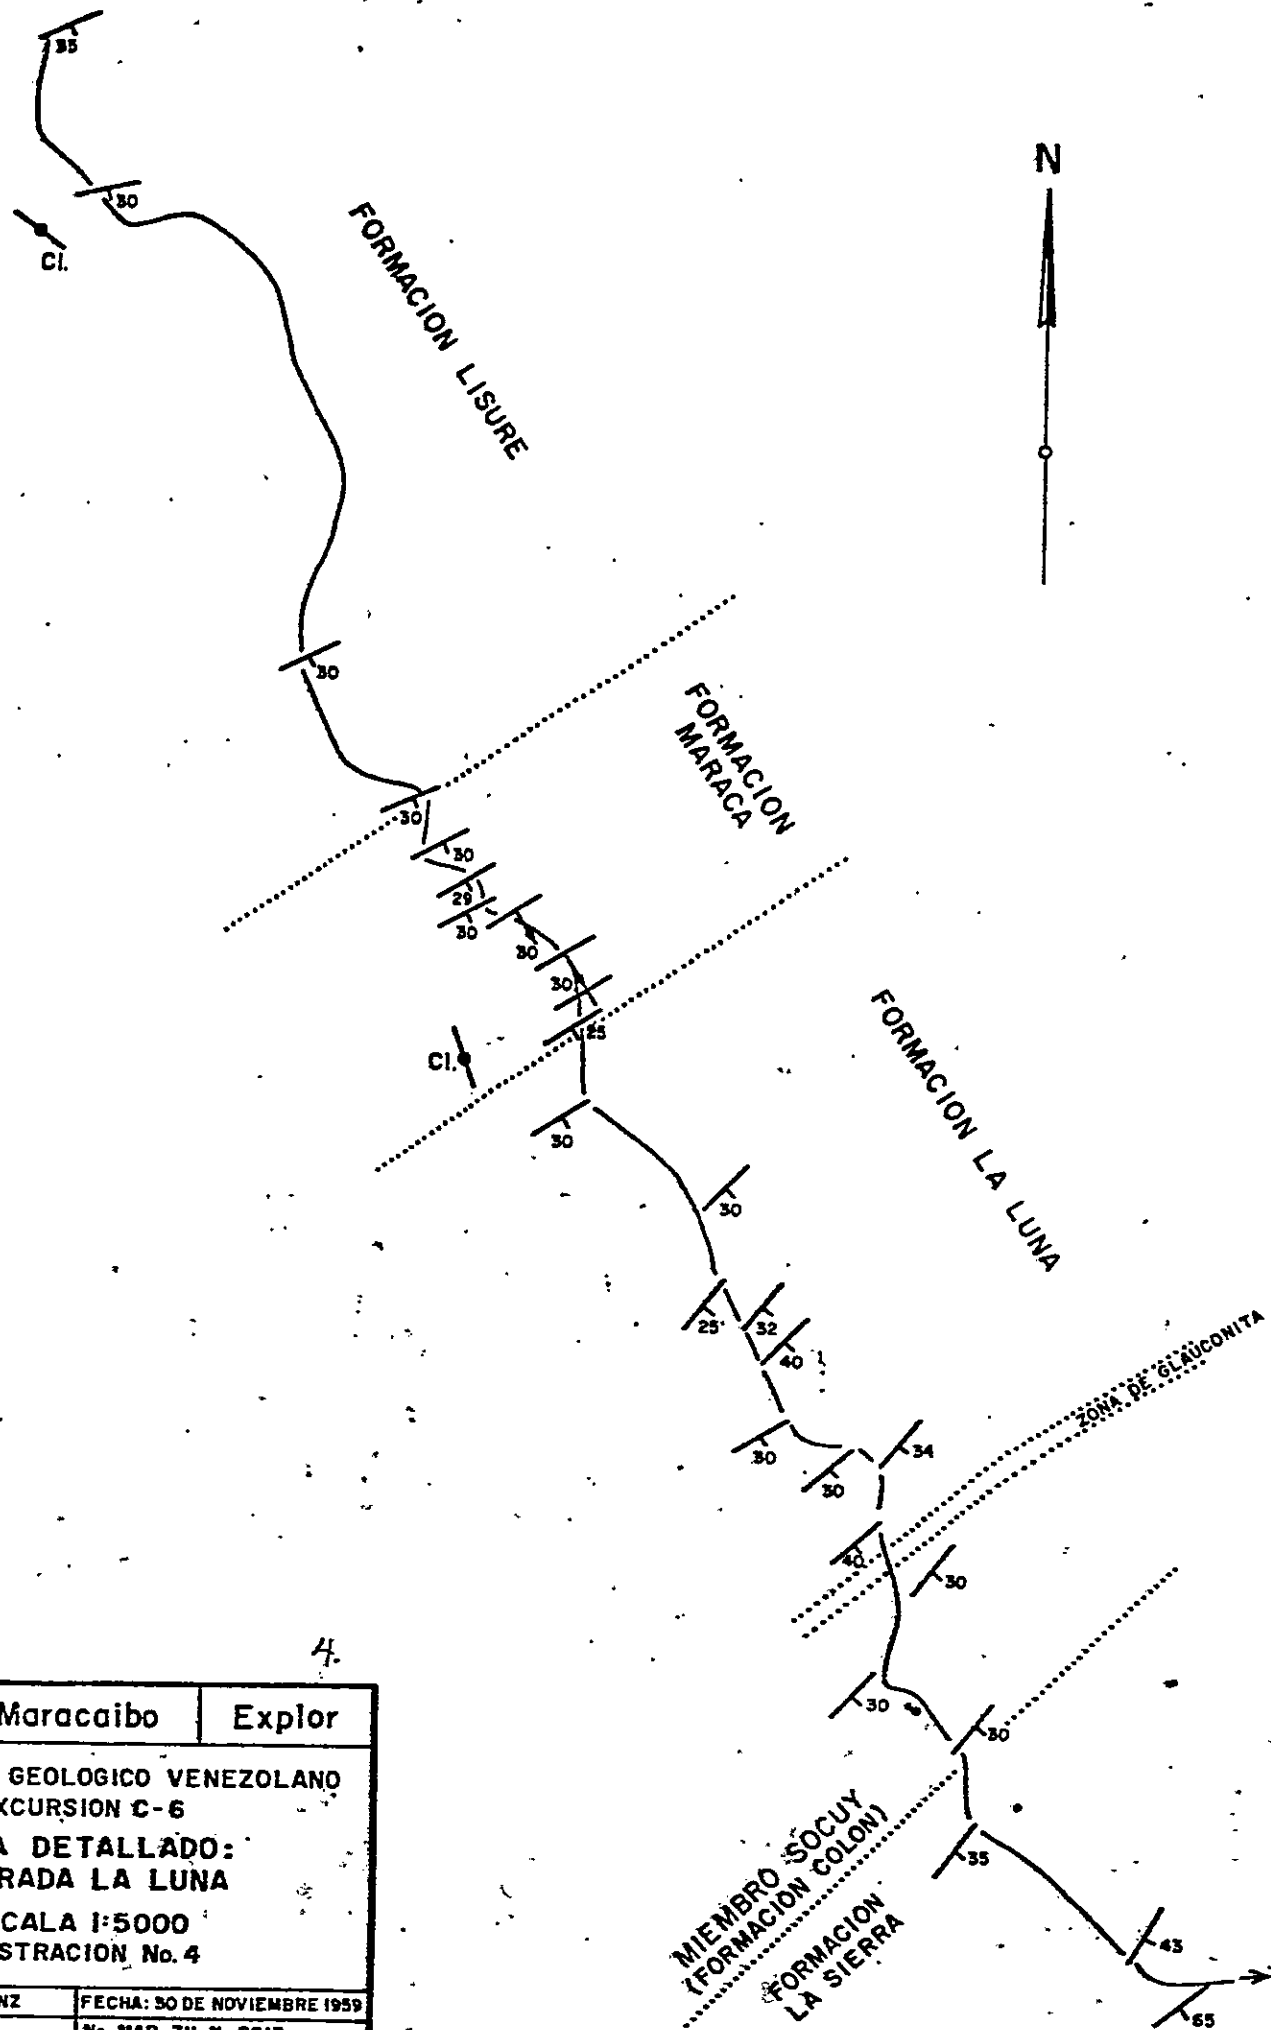 35
N
30
Cl.
FORMACION LISURE
30
FORMACION
MARACA
30
30
29
30
30
30
25
Cl.
FORMACION LA LUNA
30
30
25
32
40
ZONA DE GLAUCONITA
30
34
30
40
30
4.
30
30
Maracaibo Explor
GEOLOGICO VENEZOLANO
XCURSION C-6
A DETALLADO:
RADA LA LUNA
CALA 1:5000
STRACION No. 4
NZ FECHA: 30 DE NOVIEMBRE 1959
MIEMBRO SOCUY
(FORMACION COLON)
FORMACION
LA SIERRA
35
43
65